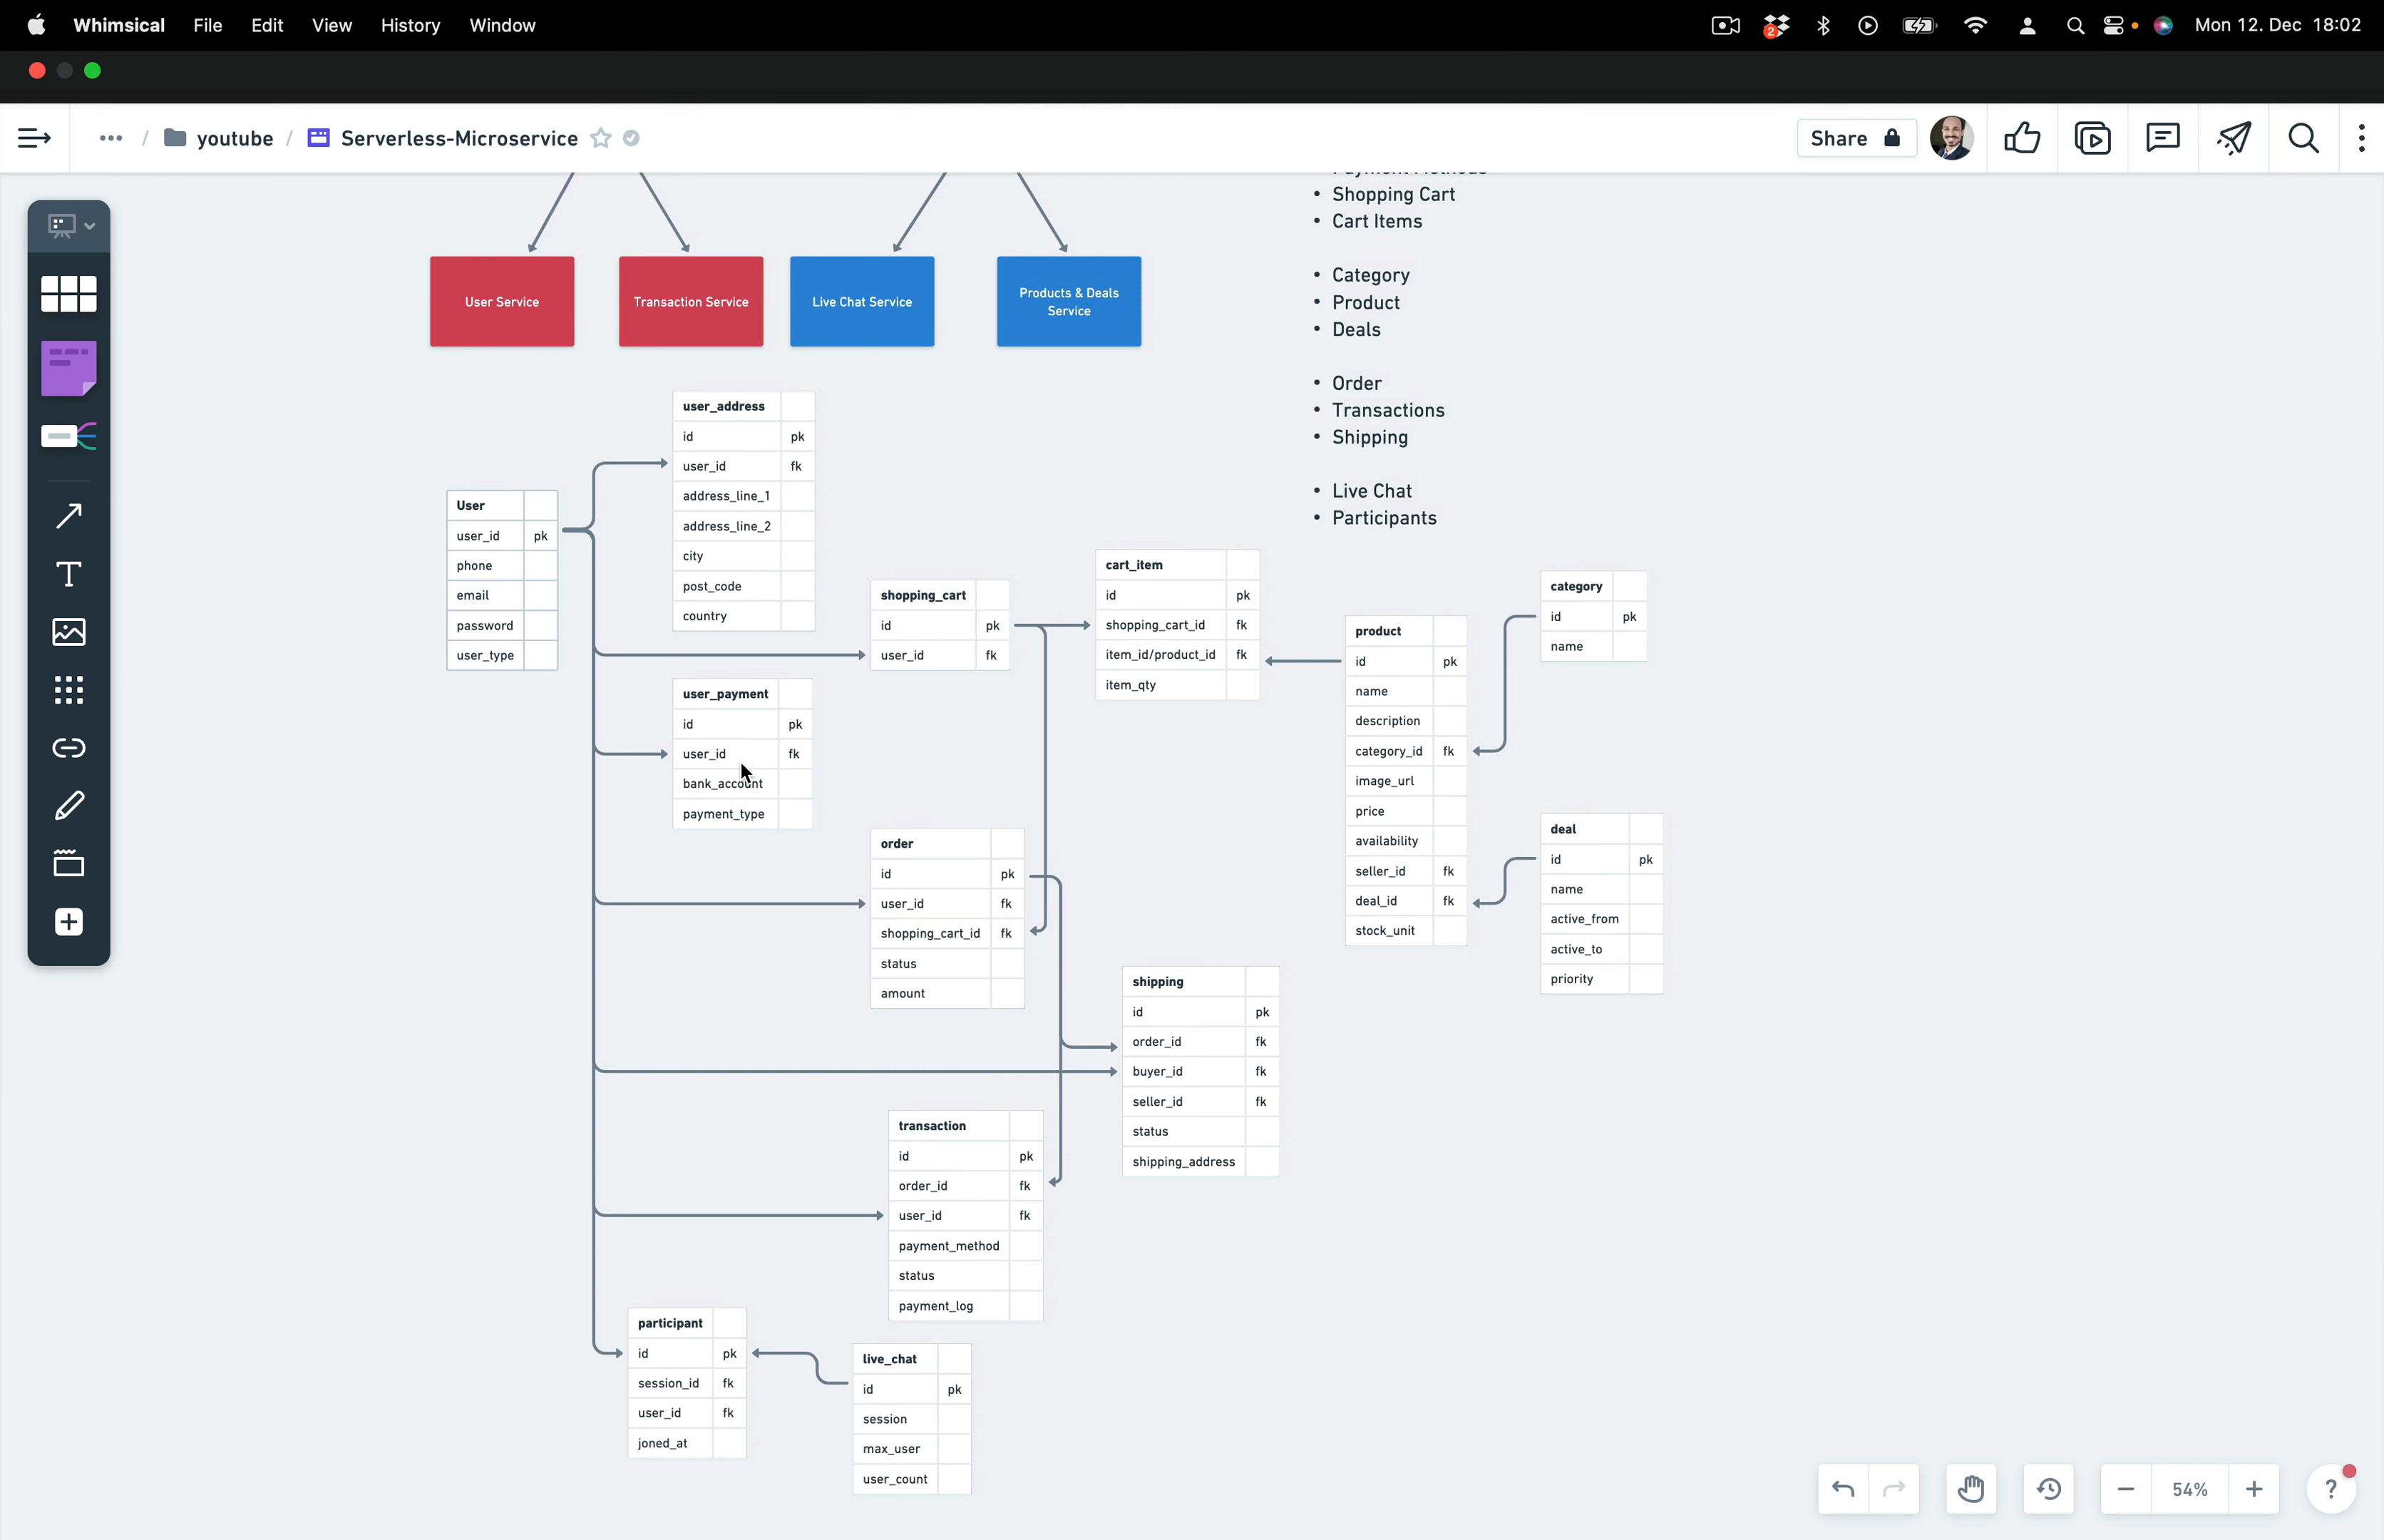 Whimsical File Edit View History Window
2
Mon 12. Dec 18:02
youtube / Serverless-Microservice
Share
Shopping Cart
Cart Items
Category
Product
Deals
Order
Transactions
Shipping
Live Chat
Participants
User Service
Transaction Service
Live Chat Service
Products & Deals
Service
user_address
id pk
user_id fk
address_line_1
address_line_2
city
post_code
country
User
user_id pk
phone
email
password
user_type
shopping_cart
id pk
user_id fk
cart_item
id pk
shopping_cart_id fk
item_id/product_id fk
item_qty
product
id pk
name
description
category_id fk
image_url
price
availability
seller_id fk
deal_id fk
stock_unit
category
id pk
name
user_payment
id pk
user_id fk
bank_account
payment_type
deal
id pk
name
active_from
active_to
priority
order
id pk
user_id fk
shopping_cart_id fk
status
amount
shipping
id pk
order_id fk
buyer_id fk
seller_id fk
status
shipping_address
transaction
id pk
order_id fk
user_id fk
payment_method
status
payment_log
participant
id pk
session_id fk
user_id fk
joned_at
live_chat
id pk
session
max_user
user_count
54%
?